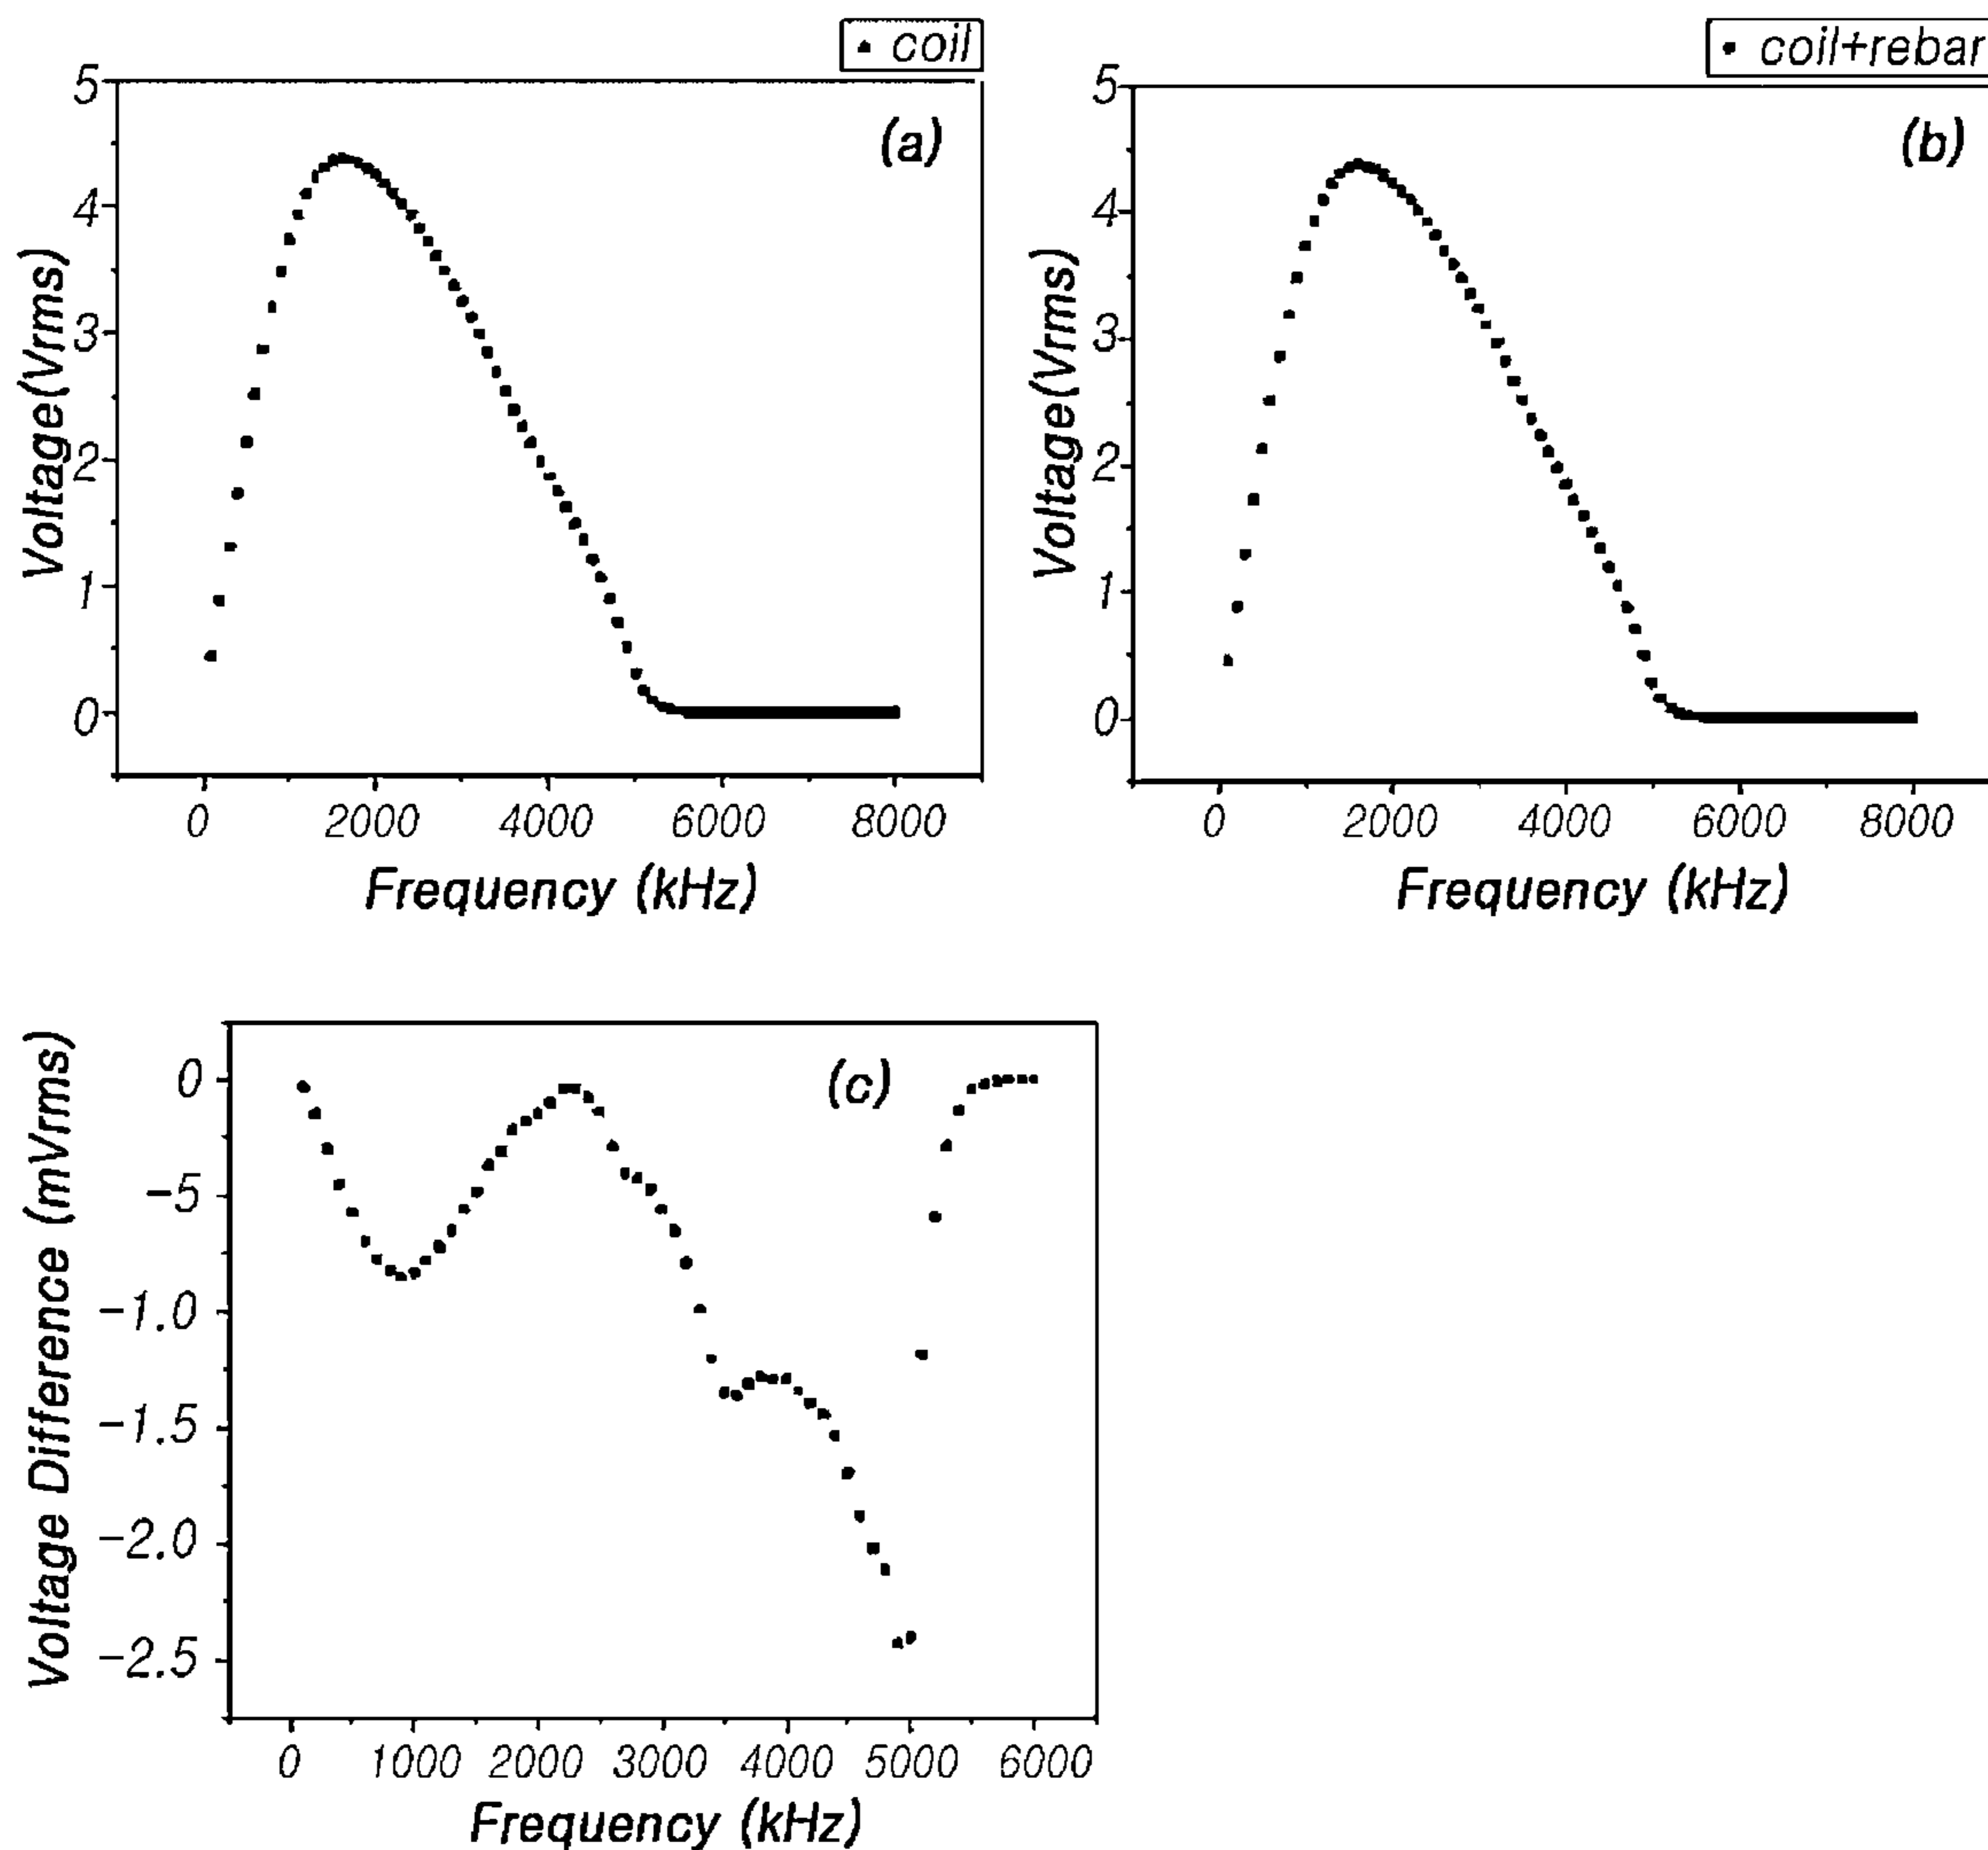 coil
(a)
5
4
3
2
1
0
Voltage(Vrms)
0 2000 4000 6000 8000
Frequency (kHz)
coil+rebar
(b)
5
4
3
2
1
0
Voltage(Vrms)
0 2000 4000 6000 8000
Frequency (kHz)
(c)
0
-5
-1.0
-1.5
-2.0
-2.5
Voltage Difference (mVrms)
0 1000 2000 3000 4000 5000 6000
Frequency (kHz)